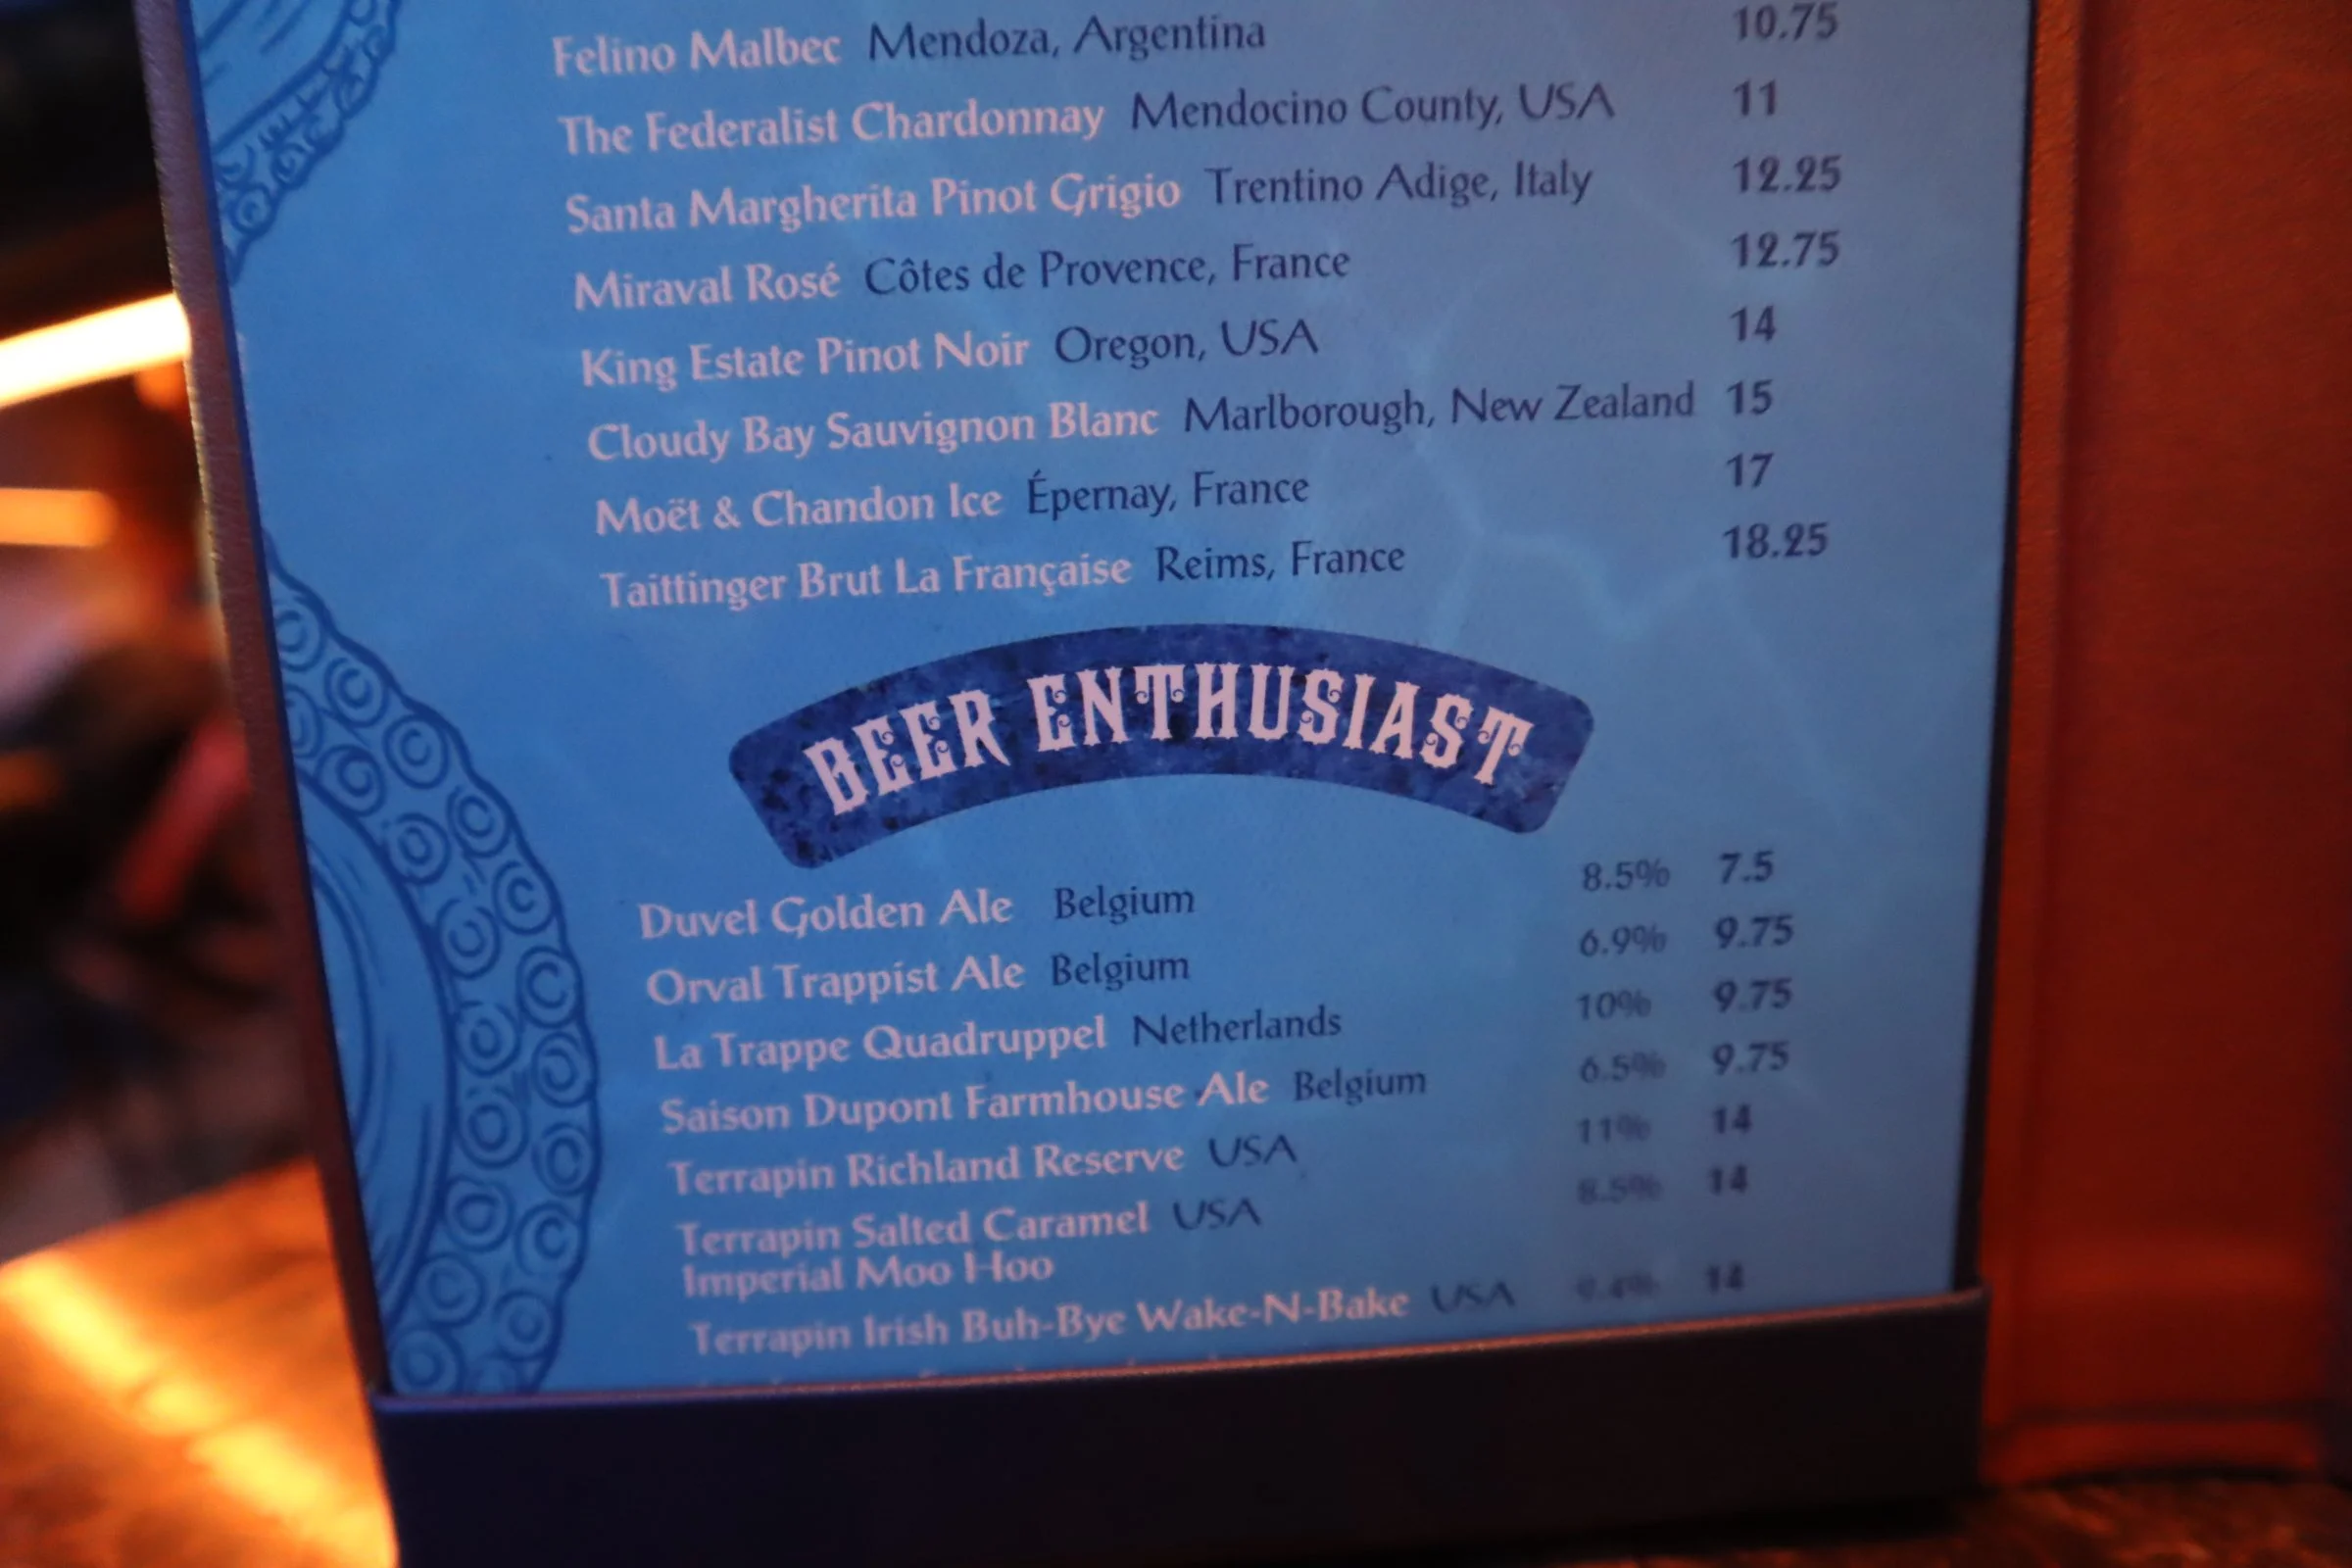 Felino Malbec Mendoza, Argentina 10.75
The Federalist Chardonnay Mendocino County, USA 11
Santa Margherita Pinot Grigio Trentino Adige, Italy 12.25
Miraval Rosé Côtes de Provence, France 12.75
King Estate Pinot Noir Oregon, USA 14
Cloudy Bay Sauvignon Blanc Marlborough, New Zealand 15
Moët & Chandon Ice Épernay, France 17
Taittinger Brut La Française Reims, France 18.25
BEER ENTHUSIAST
Duvel Golden Ale Belgium 8.5% 7.5
Orval Trappist Ale Belgium 6.9% 9.75
La Trappe Quadruppel Netherlands 10% 9.75
Saison Dupont Farmhouse Ale Belgium 6.5% 9.75
Terrapin Richland Reserve USA 11% 14
Terrapin Salted Caramel USA 8.5% 14
Imperial Moo Hoo
Terrapin Irish Buh-Bye Wake-N-Bake USA 14